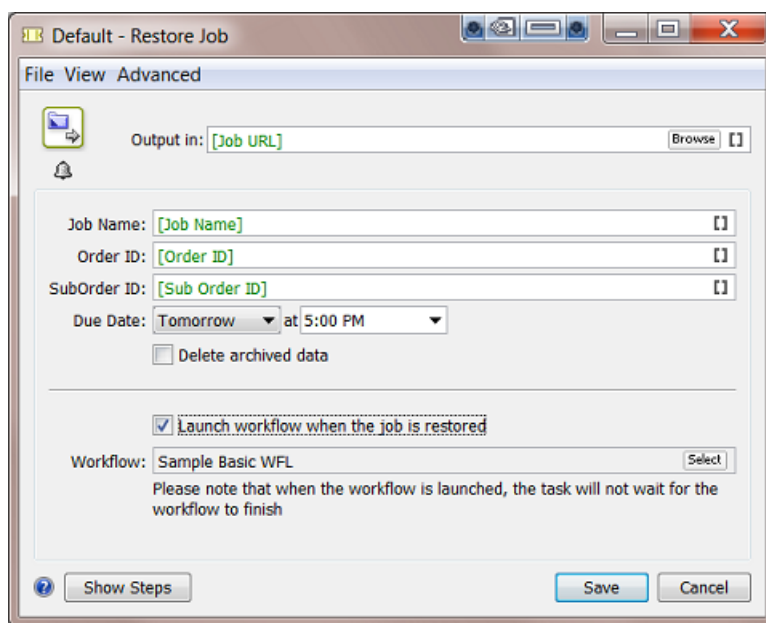 Default - Restore Job
File View Advanced
Output in: [Job URL] Browse []
Job Name: [Job Name] []
Order ID: [Order ID] []
SubOrder ID: [Sub Order ID] []
Due Date: Tomorrow at 5:00 PM
Delete archived data
Launch workflow when the job is restored
Workflow: Sample Basic WFL Select
Please note that when the workflow is launched, the task will not wait for the
workflow to finish
? Show Steps Save Cancel